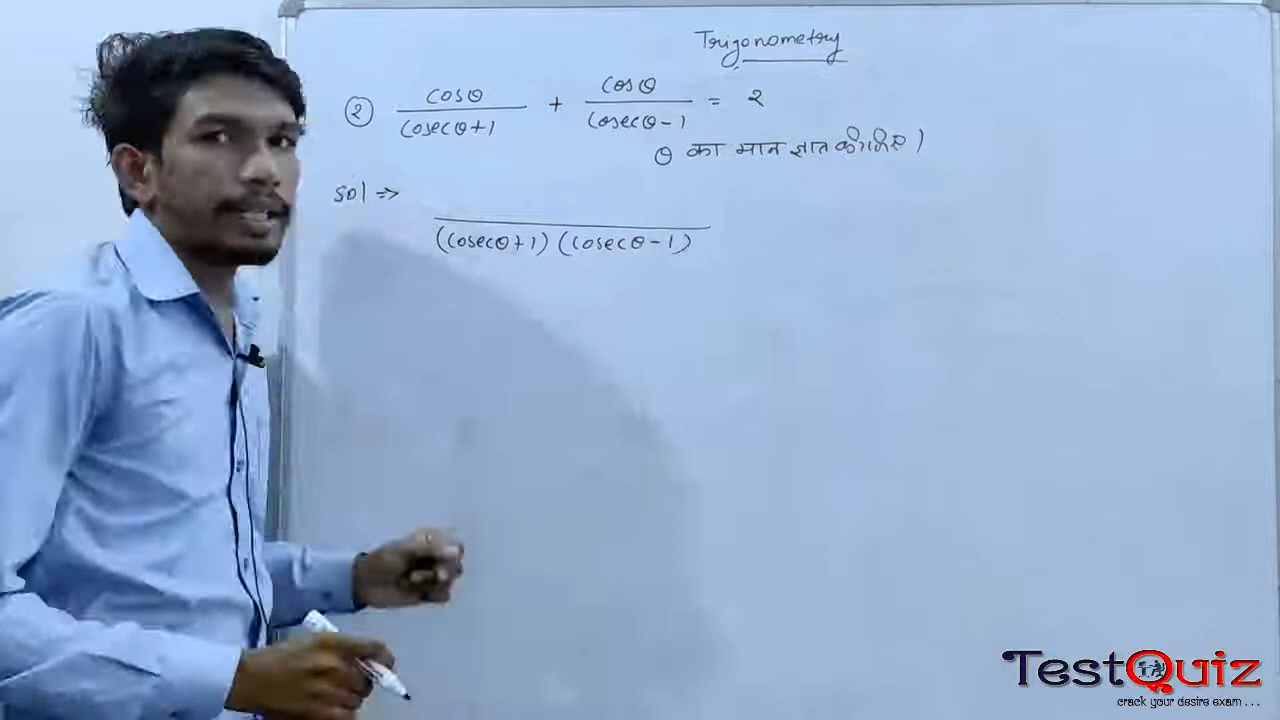 Trigonometry
② cosθ/(cosecθ+1) + cosθ/(cosecθ-1) = 2
θ का मान ज्ञात कीजिए।
Sol ⇒
(cosecθ+1) (cosecθ-1)
TestQuiz
crack your desire exam . . .